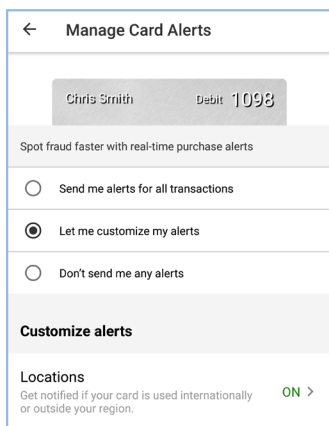 Manage Card Alerts
Chris Smith Debit 1098
Spot fraud faster with real-time purchase alerts
Send me alerts for all transactions
Let me customize my alerts
Don't send me any alerts
Customize alerts
Locations
Get notified if your card is used internationally
or outside your region.
ON